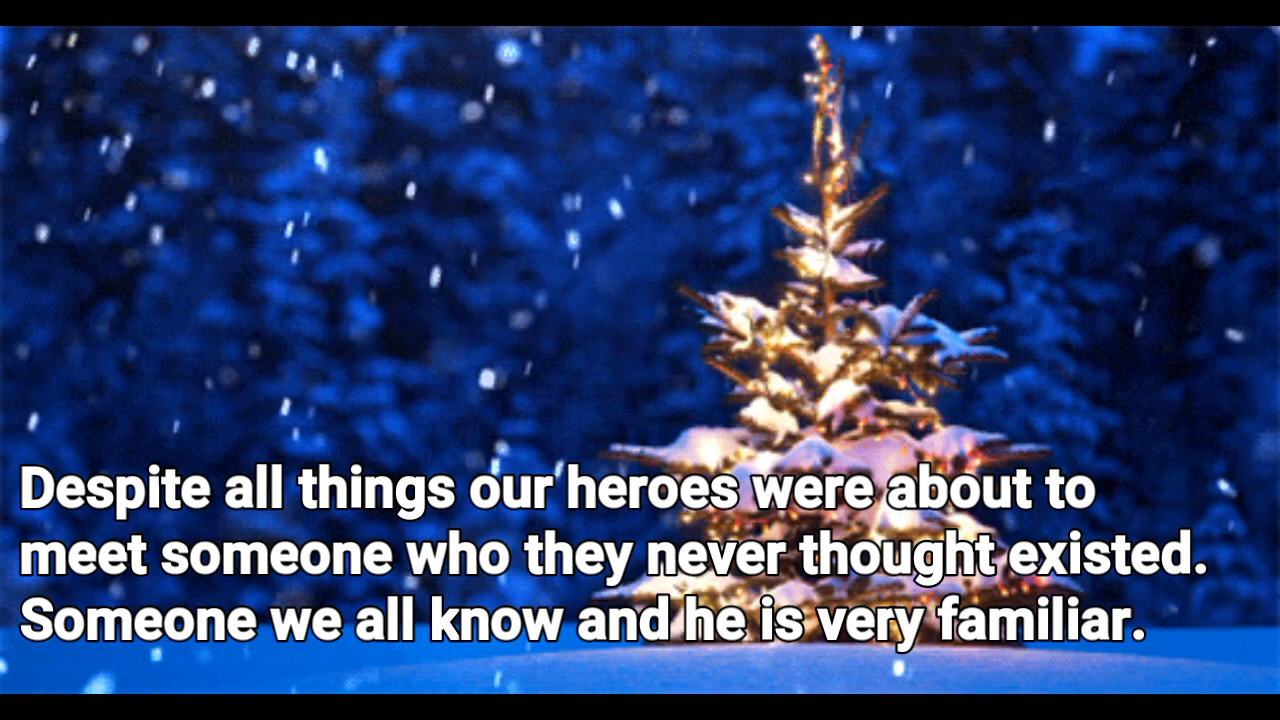 Despite all things our heroes were about to
meet someone who they never thought existed.
Someone we all know and he is very familiar.